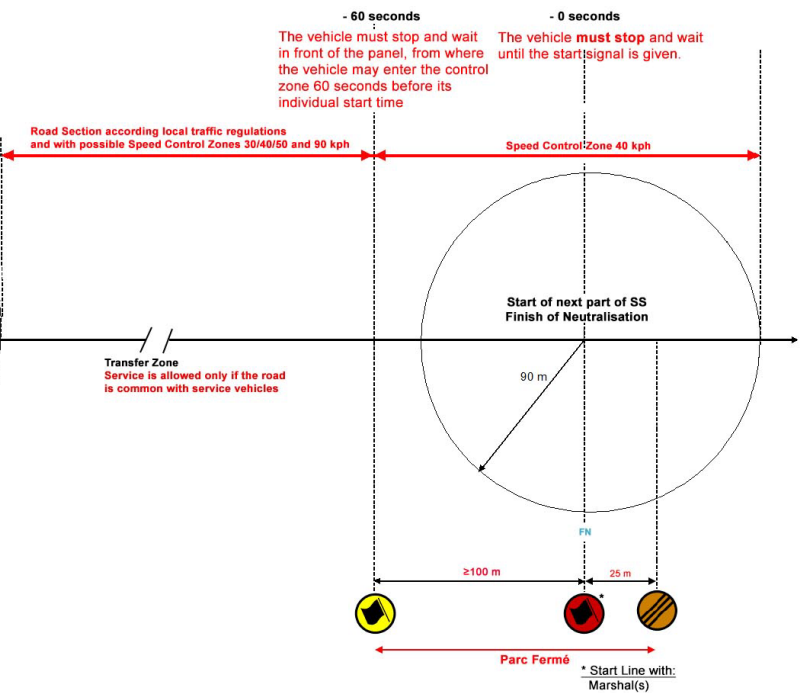 - 60 seconds
The vehicle must stop and wait
in front of the panel, from where
the vehicle may enter the control
zone 60 seconds before its
individual start time
- 0 seconds
The vehicle must stop and wait
until the start signal is given.
Road Section according local traffic regulations
and with possible Speed Control Zones 30/40/50 and 90 kph
Speed Control Zone 40 kph
Start of next part of SS
Finish of Neutralisation
Transfer Zone
Service is allowed only if the road
is common with service vehicles
90 m
FN
≥100 m
25 m
*
Parc Fermé
* Start Line with:
Marshal(s)